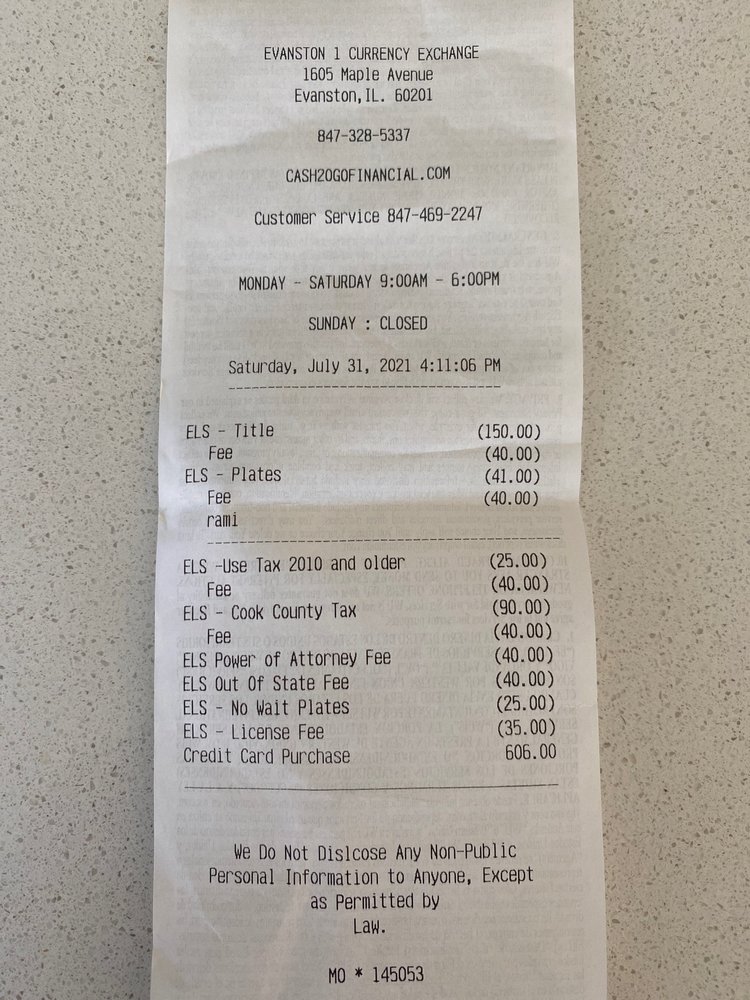 EVANSTON 1 CURRENCY EXCHANGE
1605 Maple Avenue
Evanston,IL. 60201
847-328-5337
CASH2OGOFINANCIAL.COM
Customer Service 847-469-2247
MONDAY - SATURDAY 9:00AM - 6:00PM
SUNDAY : CLOSED
Saturday, July 31, 2021 4:11:06 PM
ELS - Title (150.00)
Fee (40.00)
ELS - Plates (41.00)
Fee (40.00)
rami
ELS -Use Tax 2010 and older (25.00)
Fee (40.00)
ELS - Cook County Tax (90.00)
Fee (40.00)
ELS Power of Attorney Fee (40.00)
ELS Out Of State Fee (40.00)
ELS - No Wait Plates (25.00)
ELS - License Fee (35.00)
Credit Card Purchase 606.00
We Do Not Dislcose Any Non-Public
Personal Information to Anyone, Except
as Permitted by
Law.
MO * 145053